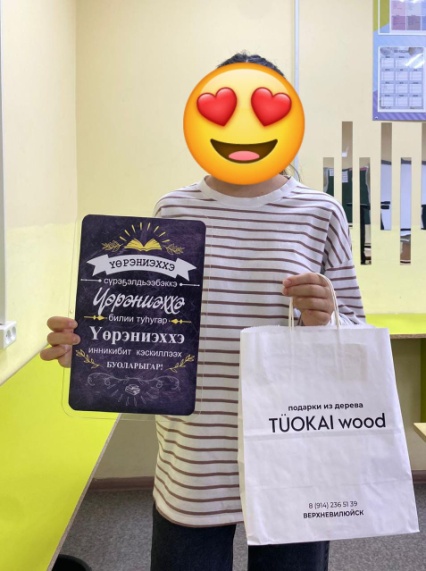 ҮӨРЭНИЭХХЭ
сүрэҕэлдьээбэккэ
Үөрэниэххэ
билии туһугар
Үөрэниэххэ
инникибит кэскиллээх
БУОЛАРЫГАР!
подарки из дерева
TÜOKAI wood
8 (914) 236 51 39
ВЕРХНЕВИЛЮЙСК